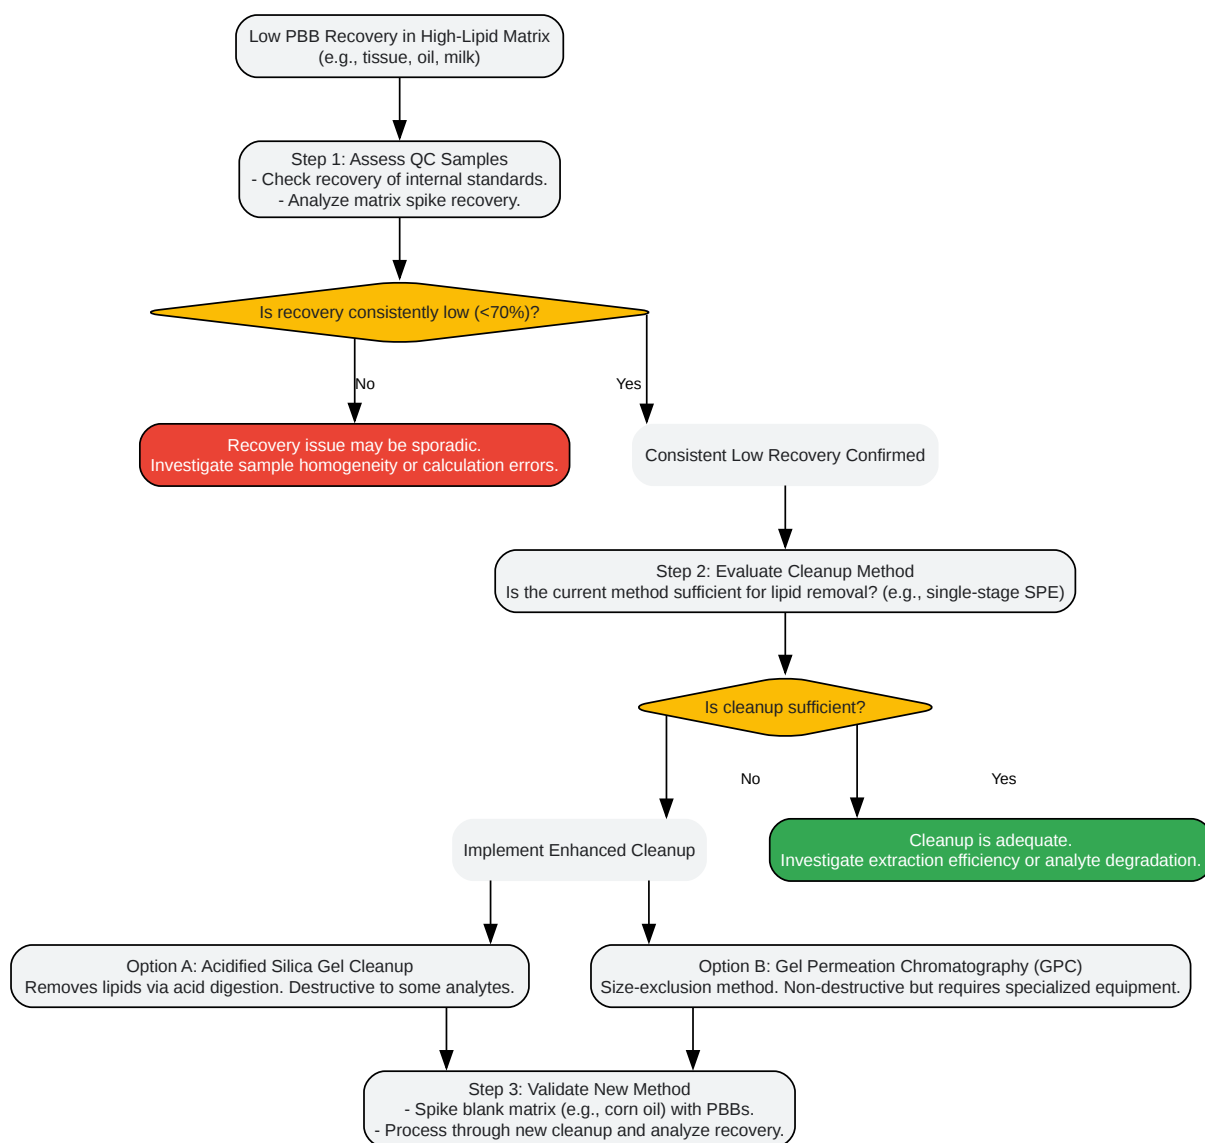 Low PBB Recovery in High-Lipid Matrix
(e.g., tissue, oil, milk)
Step 1: Assess QC Samples
- Check recovery of internal standards.
- Analyze matrix spike recovery.
Is recovery consistently low (<70%)?
No
Yes
Recovery issue may be sporadic.
Investigate sample homogeneity or calculation errors.
Consistent Low Recovery Confirmed
Step 2: Evaluate Cleanup Method
Is the current method sufficient for lipid removal? (e.g., single-stage SPE)
Is cleanup sufficient?
No
Yes
Implement Enhanced Cleanup
Cleanup is adequate.
Investigate extraction efficiency or analyte degradation.
Option A: Acidified Silica Gel Cleanup
Removes lipids via acid digestion. Destructive to some analytes.
Option B: Gel Permeation Chromatography (GPC)
Size-exclusion method. Non-destructive but requires specialized equipment.
Step 3: Validate New Method
- Spike blank matrix (e.g., corn oil) with PBBs.
- Process through new cleanup and analyze recovery.